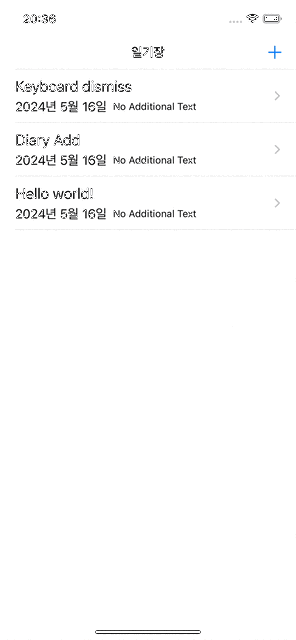 20:36
일기장
Keyboard dismiss
2024년 5월 16일 No Additional Text
Diary Add
2024년 5월 16일 No Additional Text
Hello world!
2024년 5월 16일 No Additional Text